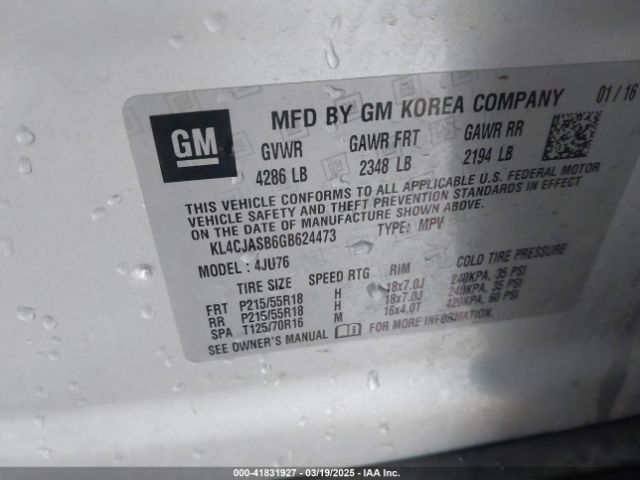 GM
MFD BY GM KOREA COMPANY 01 / 16
GVWR GAWR FRT GAWR RR
4286 LB 2348 LB 2194 LB
THIS VEHICLE CONFORMS TO ALL APPLICABLE U.S. FEDERAL MOTOR
VEHICLE SAFETY AND THEFT PREVENTION STANDARDS IN EFFECT
ON THE DATE OF MANUFACTURE SHOWN ABOVE.
KL4CJASB6GB624473 TYPE: MPV
MODEL : 4JU76
TIRE SIZE SPEED RTG RIM COLD TIRE PRESSURE
FRT P215/55R18 H 18x7.0J 240KPA, 35 PSI
RR P215/55R18 H 18x7.0J 240KPA, 35 PSI
SPA T125/70R16 M 16x4.0T 420KPA, 60 PSI
SEE OWNER'S MANUAL FOR MORE INFORMATION.
000-41831927 - 03/19/2025 - IAA Inc.